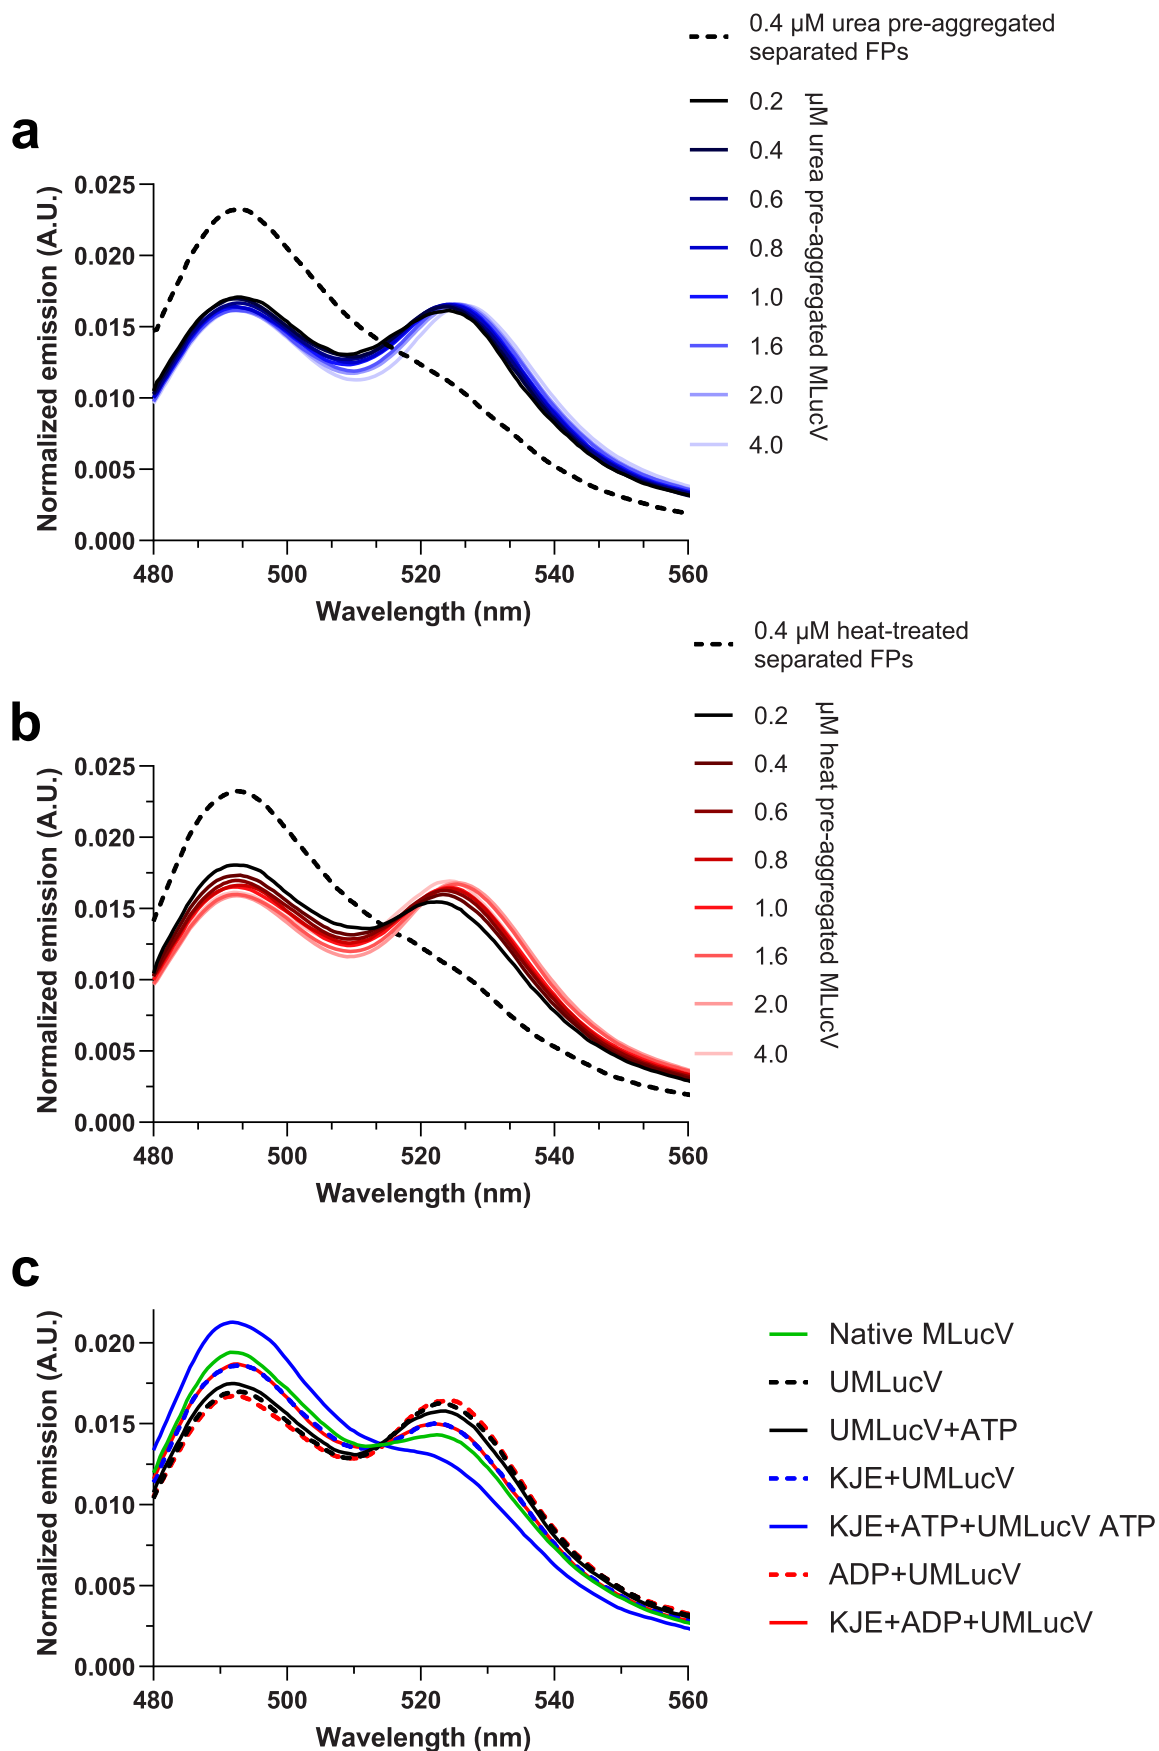 0.4 µM urea pre-aggregated
separated FPs
a
0.2
0.4
0.6
0.8
1.0
1.6
2.0
4.0
µM urea pre-aggregated MLucV
Normalized emission (A.U.)
0.025
0.020
0.015
0.010
0.005
0.000
480
500
520
540
560
Wavelength (nm)
0.4 µM heat-treated
separated FPs
b
0.2
0.4
0.6
0.8
1.0
1.6
2.0
4.0
µM heat pre-aggregated MLucV
Normalized emission (A.U.)
0.025
0.020
0.015
0.010
0.005
0.000
480
500
520
540
560
Wavelength (nm)
c
Normalized emission (A.U.)
0.020
0.015
0.010
0.005
0.000
480
500
520
540
560
Wavelength (nm)
Native MLucV
UMLucV
UMLucV+ATP
KJE+UMLucV
KJE+ATP+UMLucV ATP
ADP+UMLucV
KJE+ADP+UMLucV